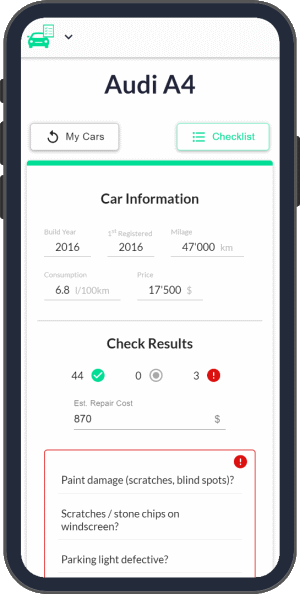 Audi A4
My Cars
Checklist
Car Information
Build Year
1st Registered
Milage
2016
2016
47'000 km
Consumption
Price
6.8 l/100km
17'500 $
Check Results
44
0
3
Est. Repair Cost
870 $
Paint damage (scratches, blind spots)?
Scratches / stone chips on
windscreen?
Parking light defective?